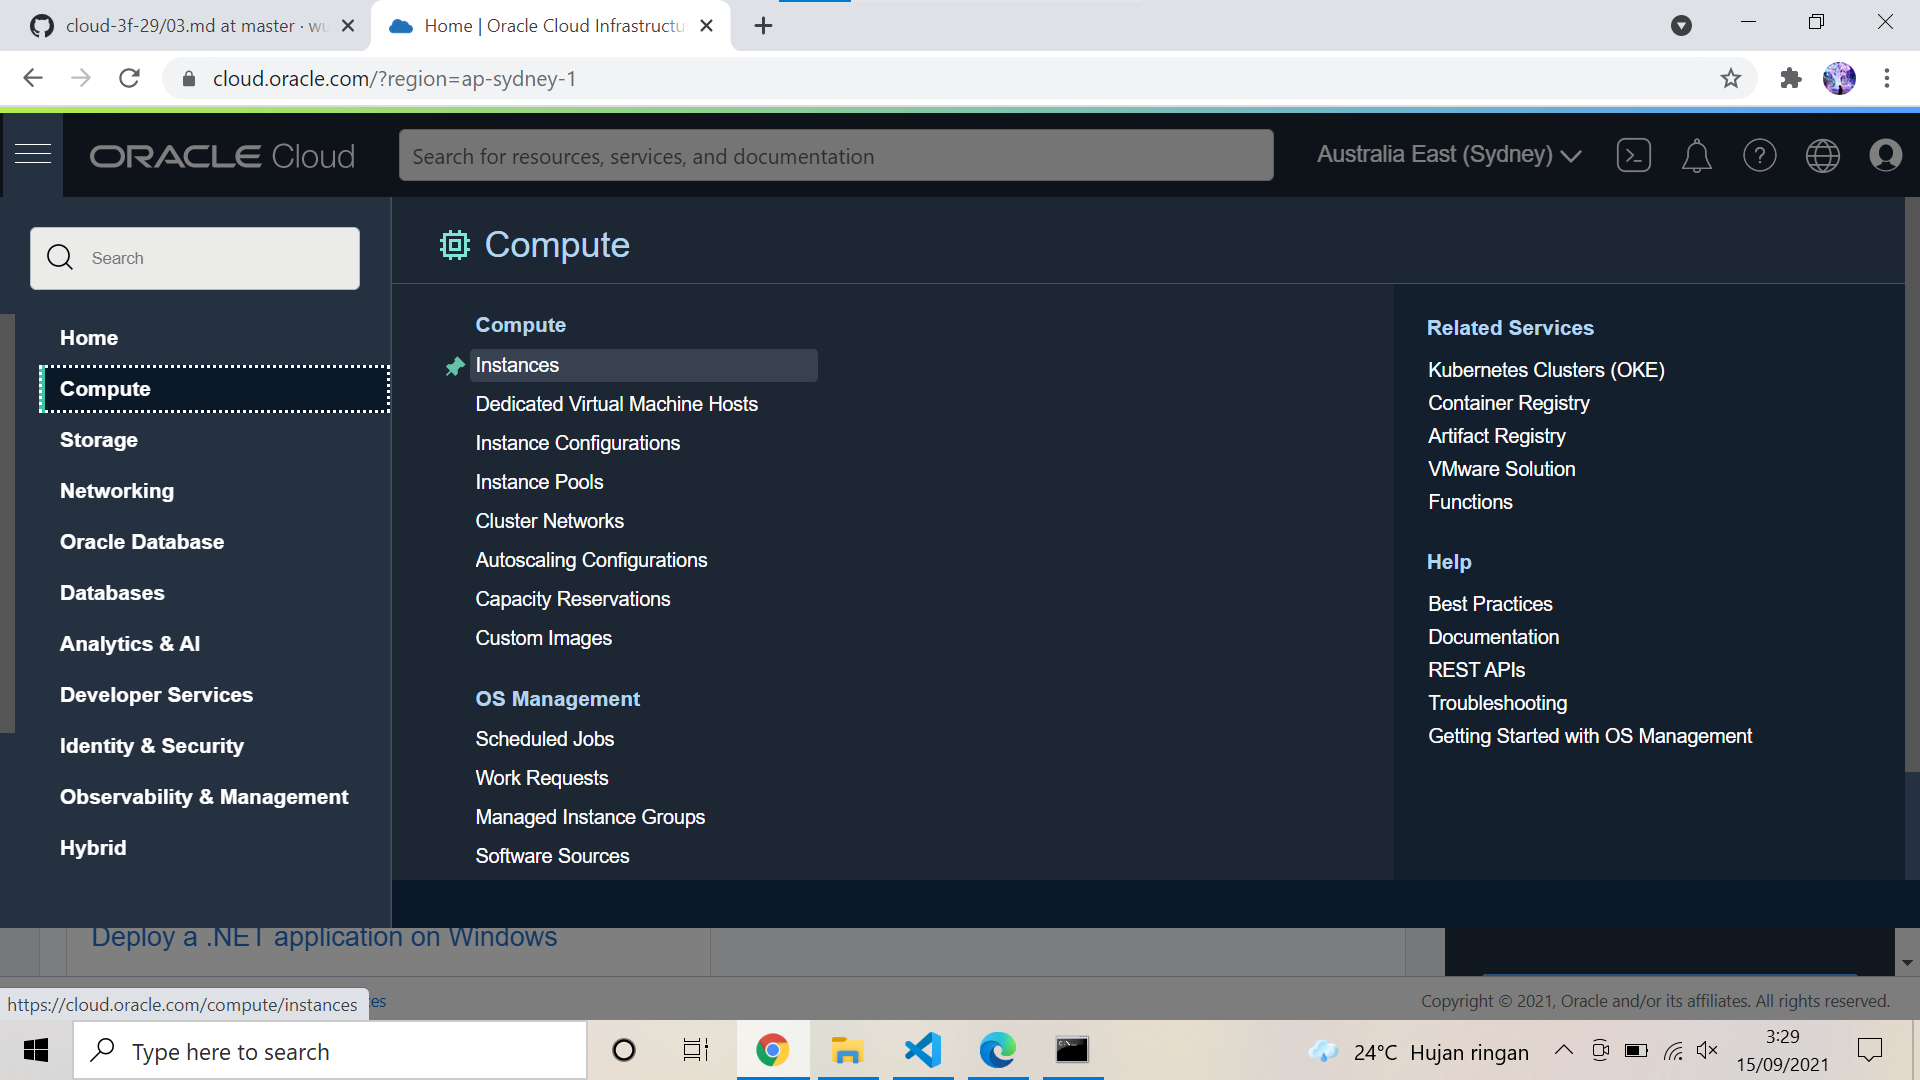 cloud-3f-29/03.md at master · wu
Home | Oracle Cloud Infrastructu
cloud.oracle.com/?region=ap-sydney-1
ORACLE Cloud
Search for resources, services, and documentation
Australia East (Sydney)
Search
Home
Compute
Storage
Networking
Oracle Database
Databases
Analytics & AI
Developer Services
Identity & Security
Observability & Management
Hybrid
Compute
Compute
Instances
Dedicated Virtual Machine Hosts
Instance Configurations
Instance Pools
Cluster Networks
Autoscaling Configurations
Capacity Reservations
Custom Images
OS Management
Scheduled Jobs
Work Requests
Managed Instance Groups
Software Sources
Related Services
Kubernetes Clusters (OKE)
Container Registry
Artifact Registry
VMware Solution
Functions
Help
Best Practices
Documentation
REST APIs
Troubleshooting
Getting Started with OS Management
Deploy a .NET application on Windows
https://cloud.oracle.com/compute/instances
Copyright © 2021, Oracle and/or its affiliates. All rights reserved.
Type here to search
24°C Hujan ringan
3:29
15/09/2021